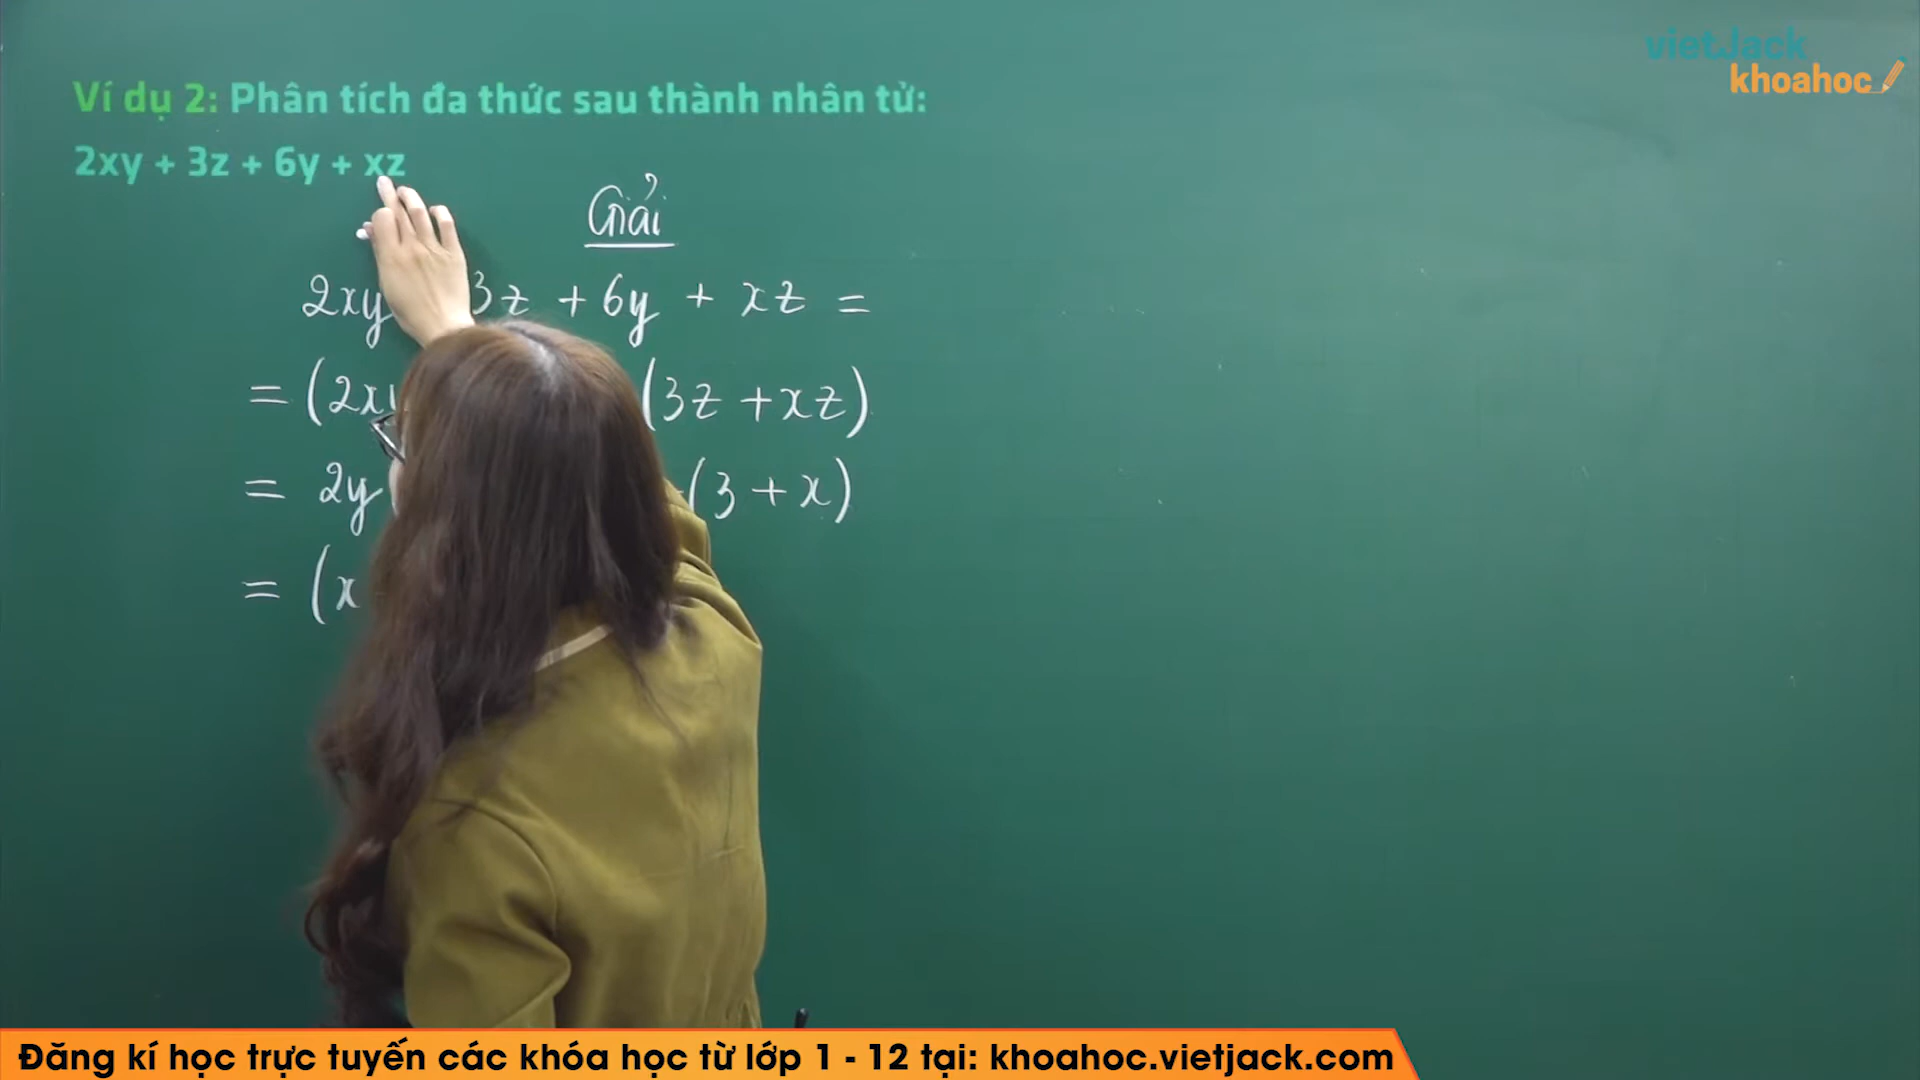 vietJack
khoahoc
Ví dụ 2: Phân tích đa thức sau thành nhân tử:
2xy + 3z + 6y + xz
Giải
2xy 3z + 6y + xz =
= (2xy (3z + xz)
= 2y( (3 + x)
= (x
Đăng kí học trực tuyến các khóa học từ lớp 1 - 12 tại: khoahoc.vietjack.com